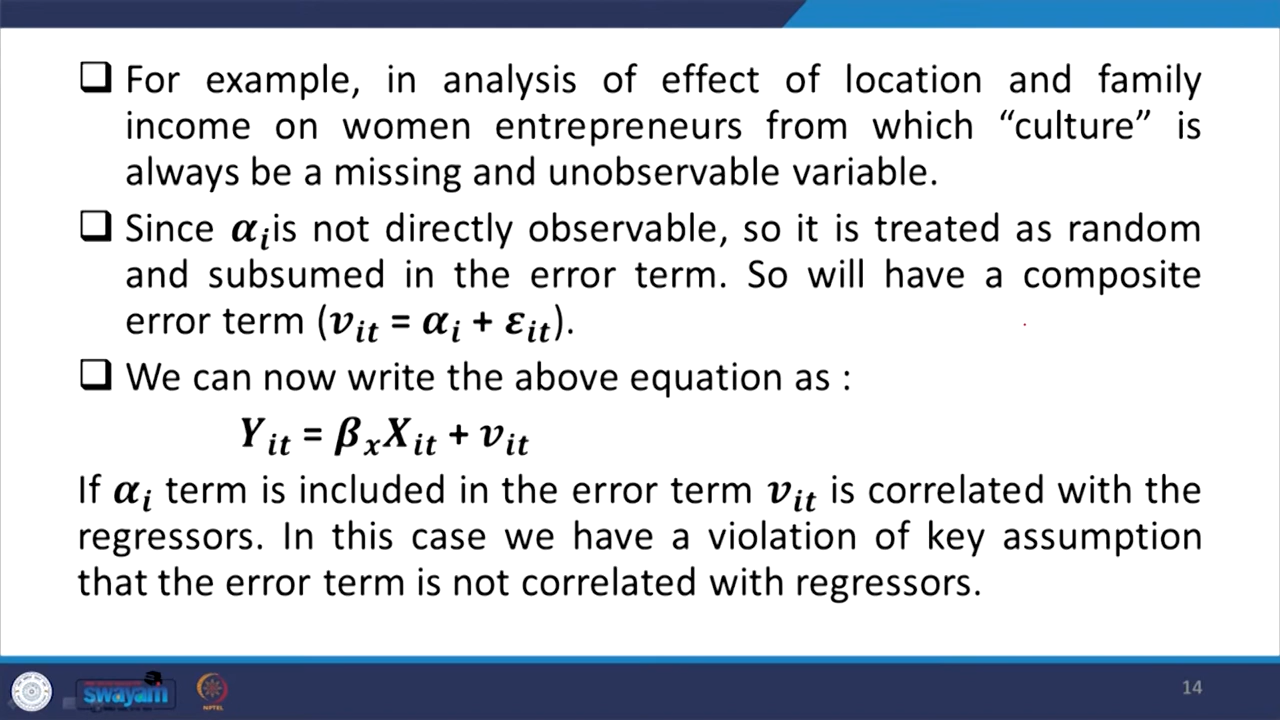 ❑ For example, in analysis of effect of location and family
income on women entrepreneurs from which “culture” is
always be a missing and unobservable variable.
❑ Since αᵢis not directly observable, so it is treated as random
and subsumed in the error term. So will have a composite
error term (vᵢₜ = αᵢ + εᵢₜ).
❑ We can now write the above equation as :
Yᵢₜ = βₓXᵢₜ + vᵢₜ
If αᵢ term is included in the error term vᵢₜ is correlated with the
regressors. In this case we have a violation of key assumption
that the error term is not correlated with regressors.
swayam
NPTEL
14